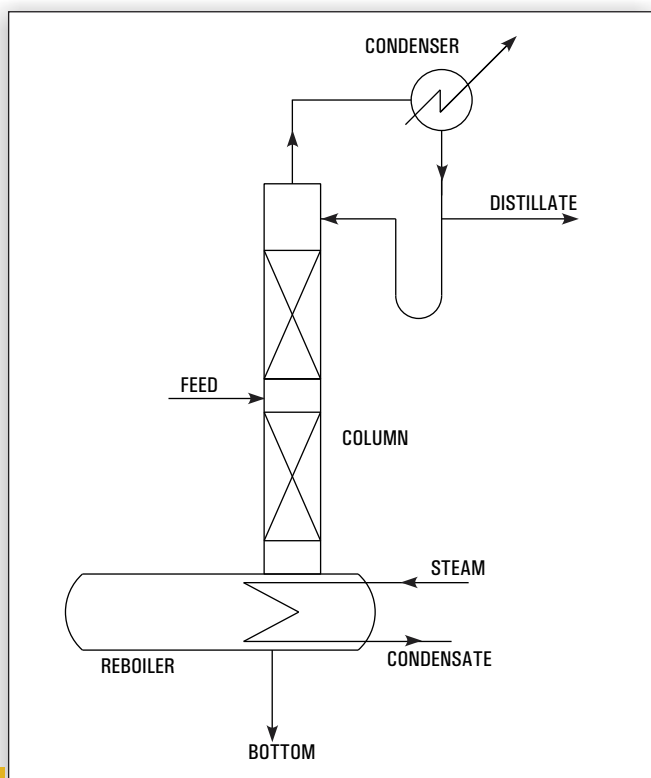 CONDENSER
DISTILLATE
FEED
COLUMN
STEAM
CONDENSATE
REBOILER
BOTTOM